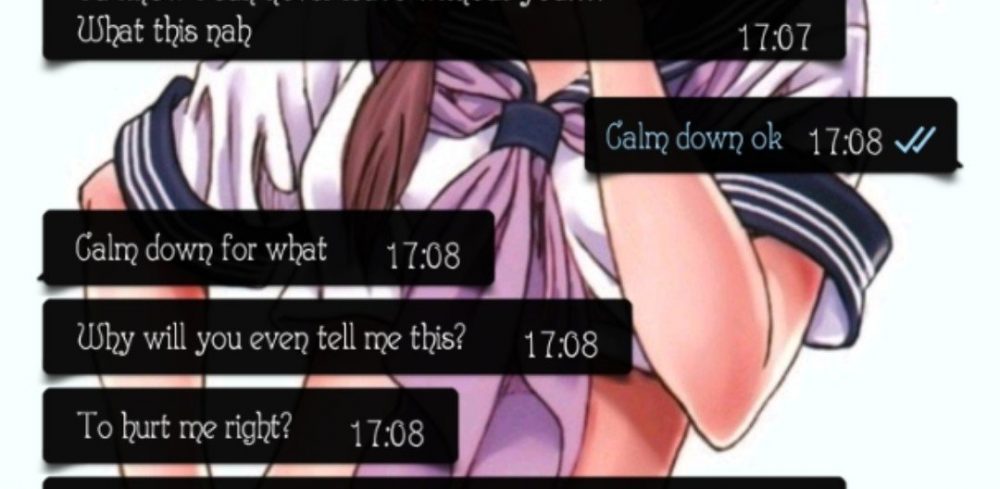 What this nah 17:07
Calm down ok 17:08
Calm down for what 17:08
Why will you even tell me this? 17:08
To hurt me right? 17:08